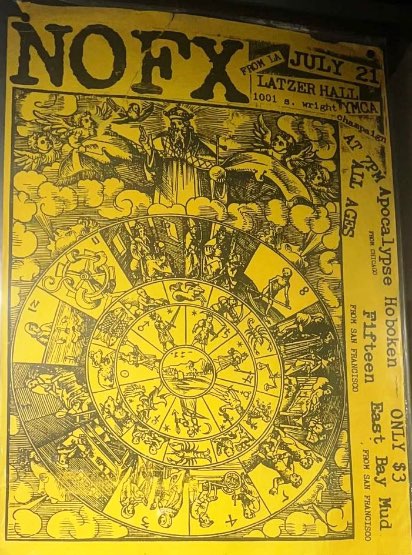 NOFX
FROM LA
JULY 21
LATZER HALL
1001 s. wright YMCA
champaign
AT 7PM
ALL AGES
Apocalypse Hoboken
FROM CHICAGO
ONLY $3
Fifteen
FROM SAN FRANCISCO
East Bay Mud
FROM SAN FRANCISCO